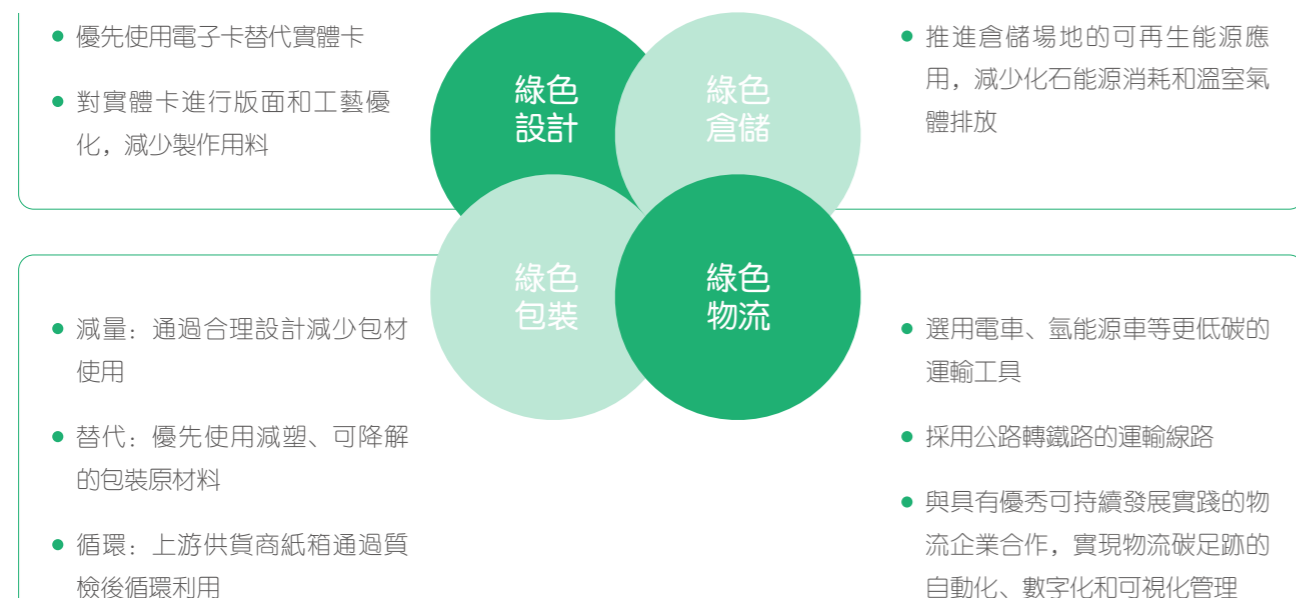 優先使用電子卡替代實體卡
對實體卡進行版面和工藝優
化，減少製作用料
綠色
設計
綠色
倉儲
推進倉儲場地的可再生能源應
用，減少化石能源消耗和溫室氣
體排放
減量：通過合理設計減少包材
使用
替代：優先使用減塑、可降解
的包裝原材料
循環：上游供貨商紙箱通過質
檢後循環利用
綠色
包裝
綠色
物流
選用電車、氫能源車等更低碳的
運輸工具
採用公路轉鐵路的運輸線路
與具有優秀可持續發展實踐的物
流企業合作，實現物流碳足跡的
自動化、數字化和可視化管理